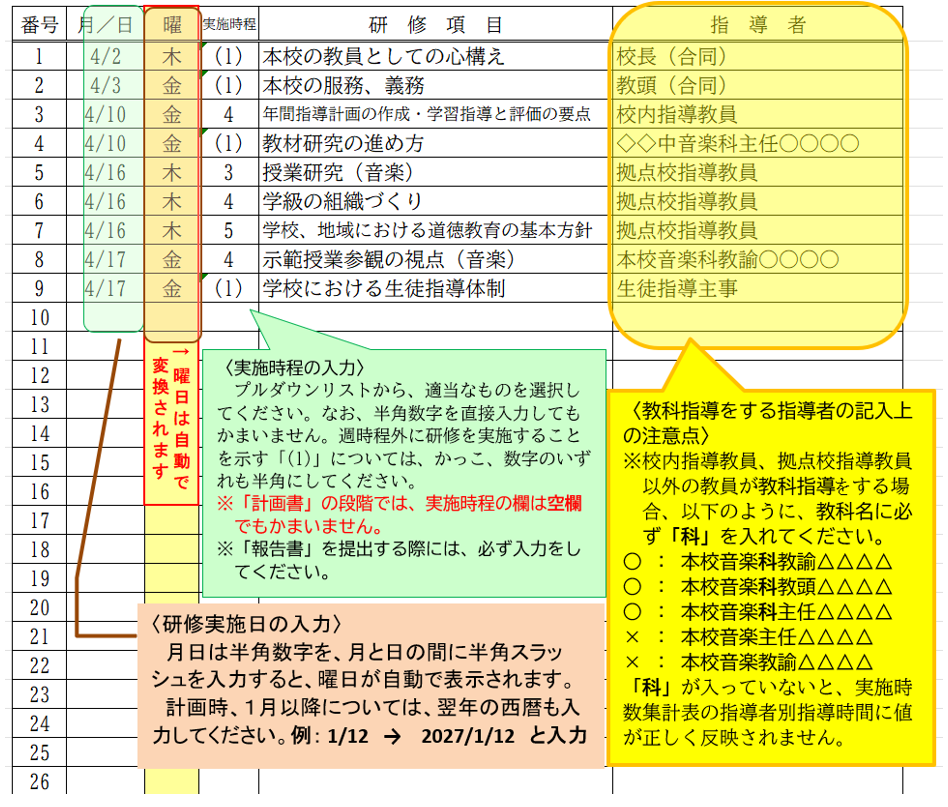 番号 月／日 曜 実施時程 研 修 項 目 指 導 者
1 4/2 木 (1) 本校の教員としての心構え 校長（合同）
2 4/3 金 (1) 本校の服務、義務 教頭（合同）
3 4/10 金 4 年間指導計画の作成・学習指導と評価の要点 校内指導教員
4 4/10 金 (1) 教材研究の進め方 ◇◇中音楽科主任〇〇〇〇
5 4/16 木 3 授業研究（音楽） 拠点校指導教員
6 4/16 木 4 学級の組織づくり 拠点校指導教員
7 4/16 木 5 学校、地域における道徳教育の基本方針 拠点校指導教員
8 4/17 金 4 示範授業参観の視点（音楽） 本校音楽科教諭〇〇〇〇
9 4/17 金 (1) 学校における生徒指導体制 生徒指導主事
10
11
12
13
14
15
16
17
18
19
20
21
22
23
24
25
26
→曜日は自動で
変換されます
〈実施時程の入力〉
プルダウンリストから、適当なものを選択し
てください。なお、半角数字を直接入力しても
かまいません。週時程外に研修を実施すること
を示す「(1)」については、かっこ、数字のいず
れも半角にしてください。
※「計画書」の段階では、実施時程の欄は空欄
でもかまいません。
※「報告書」を提出する際には、必ず入力をし
てください。
〈研修実施日の入力〉
月日は半角数字を、月と日の間に半角スラッ
シュを入力すると、曜日が自動で表示されます。
計画時、１月以降については、翌年の西暦も入
力してください。例： 1/12 → 2027/1/12 と入力
〈教科指導をする指導者の記入上
の注意点〉
※校内指導教員、拠点校指導教員
以外の教員が教科指導をする場
合、以下のように、教科名に必
ず「科」を入れてください。
〇 ： 本校音楽科教諭△△△△
〇 ： 本校音楽科教頭△△△△
〇 ： 本校音楽科主任△△△△
× ： 本校音楽主任△△△△
× ： 本校音楽教諭△△△△
「科」が入っていないと、実施時
数集計表の指導者別指導時間に値
が正しく反映されません。